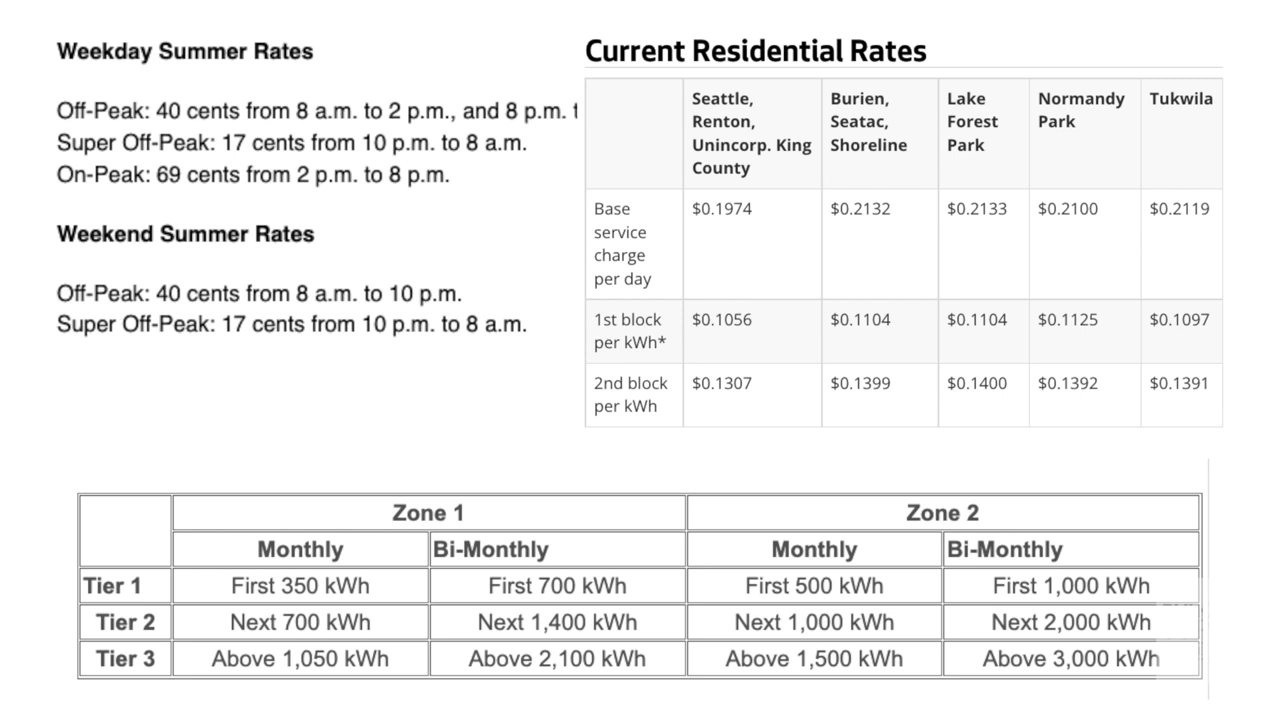 Weekday Summer Rates
Off-Peak: 40 cents from 8 a.m. to 2 p.m., and 8 p.m.
Super Off-Peak: 17 cents from 10 p.m. to 8 a.m.
On-Peak: 69 cents from 2 p.m. to 8 p.m.
Weekend Summer Rates
Off-Peak: 40 cents from 8 a.m. to 10 p.m.
Super Off-Peak: 17 cents from 10 p.m. to 8 a.m.
Current Residential Rates
Seattle, Renton, Unincorp. King County | Burien, Seatac, Shoreline | Lake Forest Park | Normandy Park | Tukwila
Base service charge per day | $0.1974 | $0.2132 | $0.2133 | $0.2100 | $0.2119
1st block per kWh* | $0.1056 | $0.1104 | $0.1104 | $0.1125 | $0.1097
2nd block per kWh | $0.1307 | $0.1399 | $0.1400 | $0.1392 | $0.1391
Zone 1 | Zone 2
Monthly | Bi-Monthly | Monthly | Bi-Monthly
Tier 1 | First 350 kWh | First 700 kWh | First 500 kWh | First 1,000 kWh
Tier 2 | Next 700 kWh | Next 1,400 kWh | Next 1,000 kWh | Next 2,000 kWh
Tier 3 | Above 1,050 kWh | Above 2,100 kWh | Above 1,500 kWh | Above 3,000 kWh